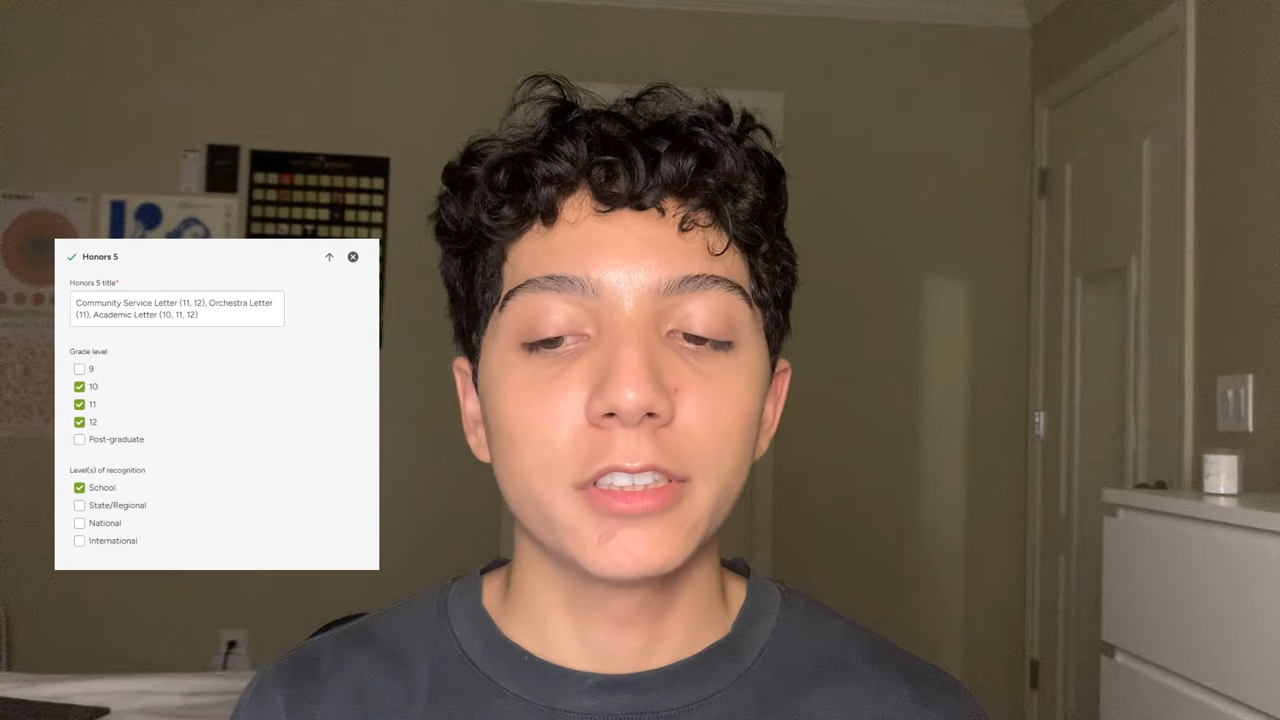 Honors 5
Honors 5 title*
Community Service Letter (11, 12), Orchestra Letter
(11), Academic Letter (10, 11, 12)
Grade level
9
10
11
12
Post-graduate
Level(s) of recognition
School
State/Regional
National
International